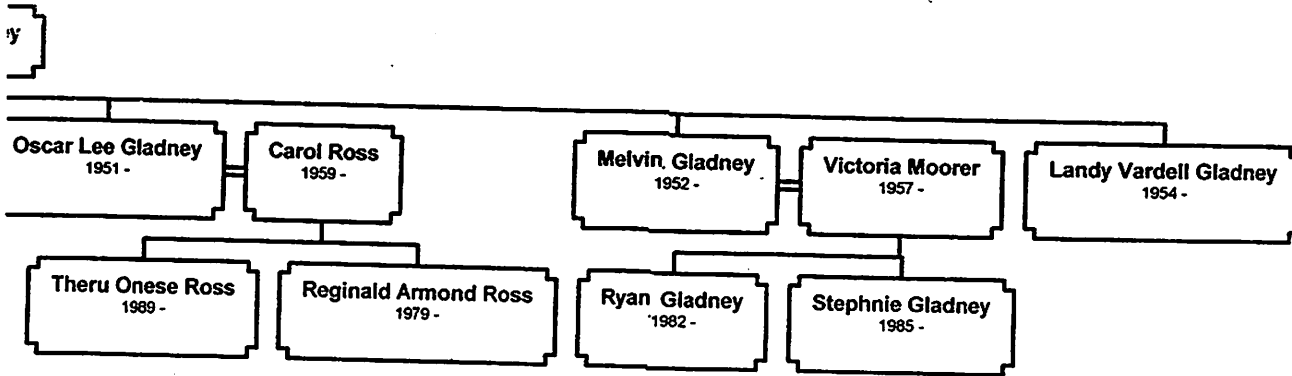 Oscar Lee Gladney
1951 -
Carol Ross
1959 -
Melvin Gladney
1952 -
Victoria Moorer
1957 -
Landy Vardell Gladney
1954 -
Theru Onese Ross
1989 -
Reginald Armond Ross
1979 -
Ryan Gladney
1982 -
Stephnie Gladney
1985 -